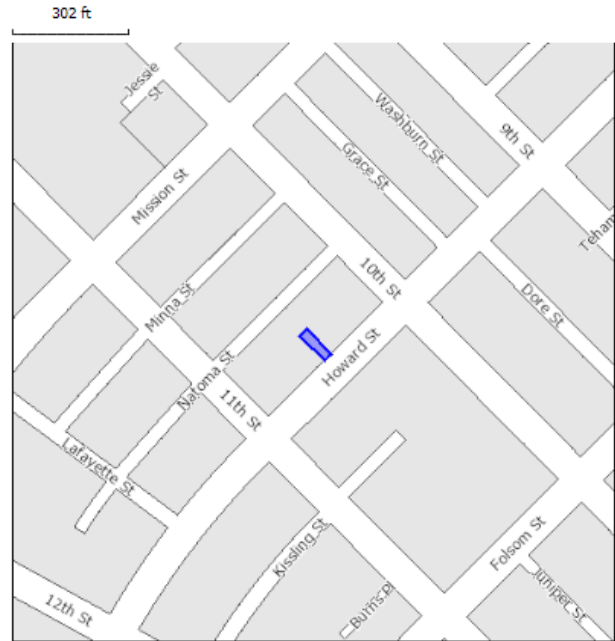 302 ft
Jessie
St
Washburn St
9th St
Grace St
Mission St
Teham
10th St
Minna St
Dore St
Howard St
Natoma St
11th St
Lafayette St
Folsom St
Kissling St
Juniper St
Burns Pl
12th St